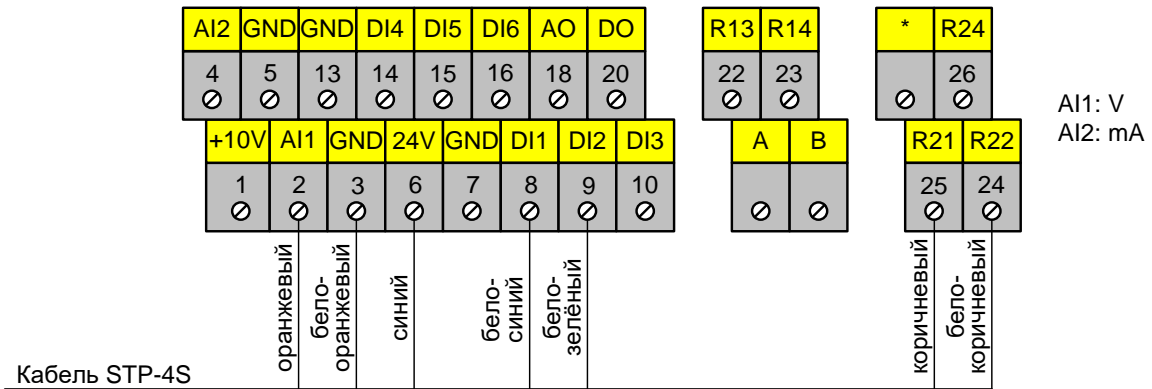 AI2 GND GND DI4 DI5 DI6 AO DO R13 R14 * R24
4 5 13 14 15 16 18 20 22 23 26
AI1: V
AI2: mA
+10V AI1 GND 24V GND DI1 DI2 DI3 A B R21 R22
1 2 3 6 7 8 9 10 25 24
оранжевый
бело-
оранжевый
синий
бело-
синий
бело-
зелёный
коричневый
бело-
коричневый
Кабель STP-4S